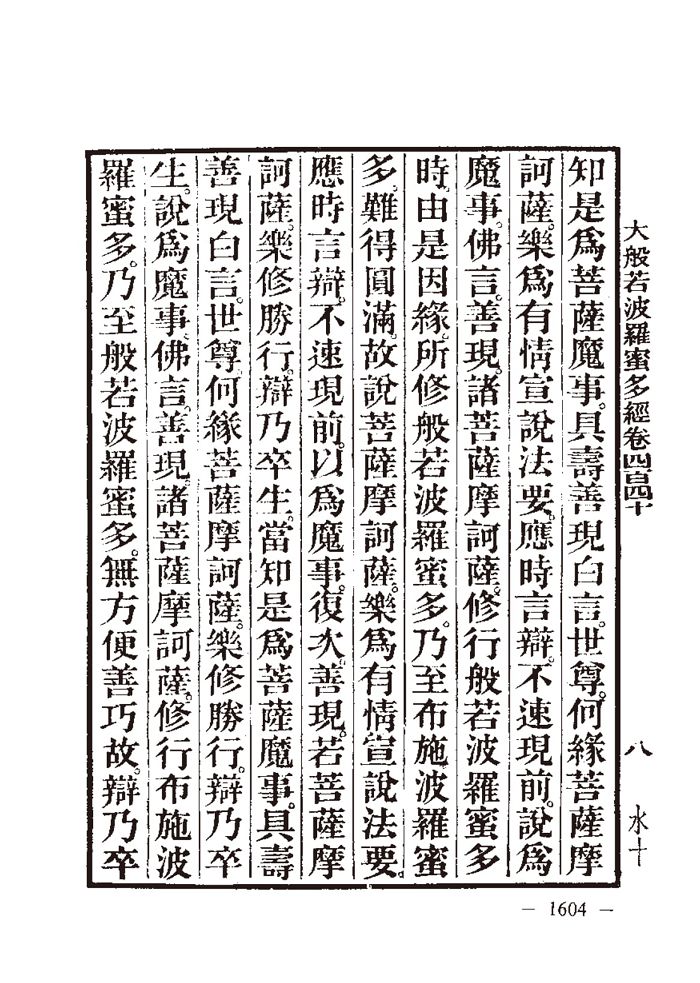 大般若波羅蜜多經卷四百四十　八　水十
知是爲菩薩魔事。具壽善現白言。世尊。何緣菩薩摩
訶薩。樂爲有情宣說法要。應時言辯。不速現前。說爲
魔事。佛言。善現。諸菩薩摩訶薩。修行般若波羅蜜多
時。由是因緣。所修般若波羅蜜多。乃至布施。波羅蜜
多。難得圓滿。故說菩薩摩訶薩。樂爲有情宣說法要。
應時言辯。不速現前。以爲魔事。復次。善現。若菩薩摩
訶薩。樂修勝行。辯乃卒生。當知是爲菩薩魔事。具壽
善現白言。世尊。何緣菩薩摩訶薩。樂修勝行。辯乃卒
生。說爲魔事。佛言。善現。諸菩薩摩訶薩。修行布施波
羅蜜多。乃至般若波羅蜜多。無方便善巧故。辯乃卒
— 1604 —